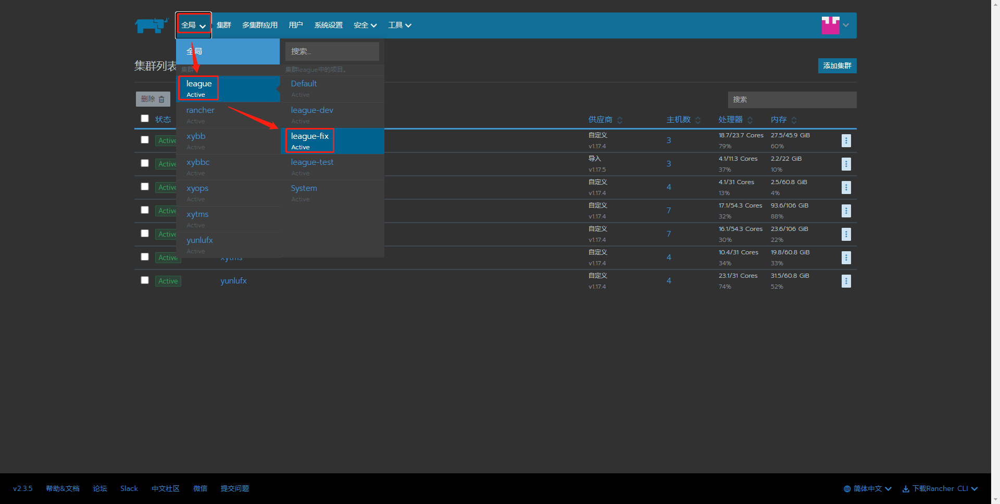 全局 集群 多集群应用 用户 系统设置 安全 工具
全局
搜索...
集群列表
集群
集群league中的项目。
添加集群
league
Active
Default
Active
删除
搜索
rancher
Active
league-dev
Active
状态
供应商 主机数 处理器 内存
xybb
Active
league-fix
Active
Active
自定义
v1.17.4
3
18.7/23.7 Cores
79%
27.5/45.9 GiB
60%
xybbc
Active
league-test
Active
Active
导入
v1.17.5
3
4.1/11.3 Cores
37%
2.2/22 GiB
10%
xyops
Active
System
Active
Active
自定义
v1.17.4
4
4.1/31 Cores
13%
2.5/60.8 GiB
4%
xytms
Active
Active
自定义
v1.17.4
7
17.1/54.3 Cores
32%
93.6/106 GiB
88%
yunlufx
Active
Active
自定义
v1.17.4
7
16.1/54.3 Cores
30%
23.6/106 GiB
22%
Active
xytms
自定义
v1.17.4
4
10.4/31 Cores
34%
19.8/60.8 GiB
33%
Active
yunlufx
自定义
v1.17.4
4
23.1/31 Cores
74%
31.5/60.8 GiB
52%
v2.3.5 帮助&文档 论坛 Slack 中文社区 微信 提交问题 简体中文 下载Rancher CLI